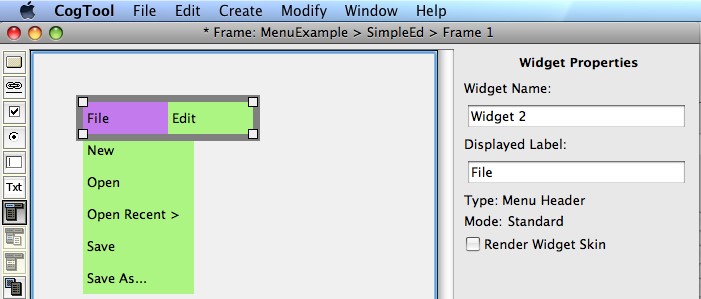 CogTool File Edit Create Modify Window Help
* Frame: MenuExample > SimpleEd > Frame 1
File Edit
New
Open
Open Recent >
Save
Save As...
Txt
Widget Properties
Widget Name:
Widget 2
Displayed Label:
File
Type: Menu Header
Mode: Standard
Render Widget Skin